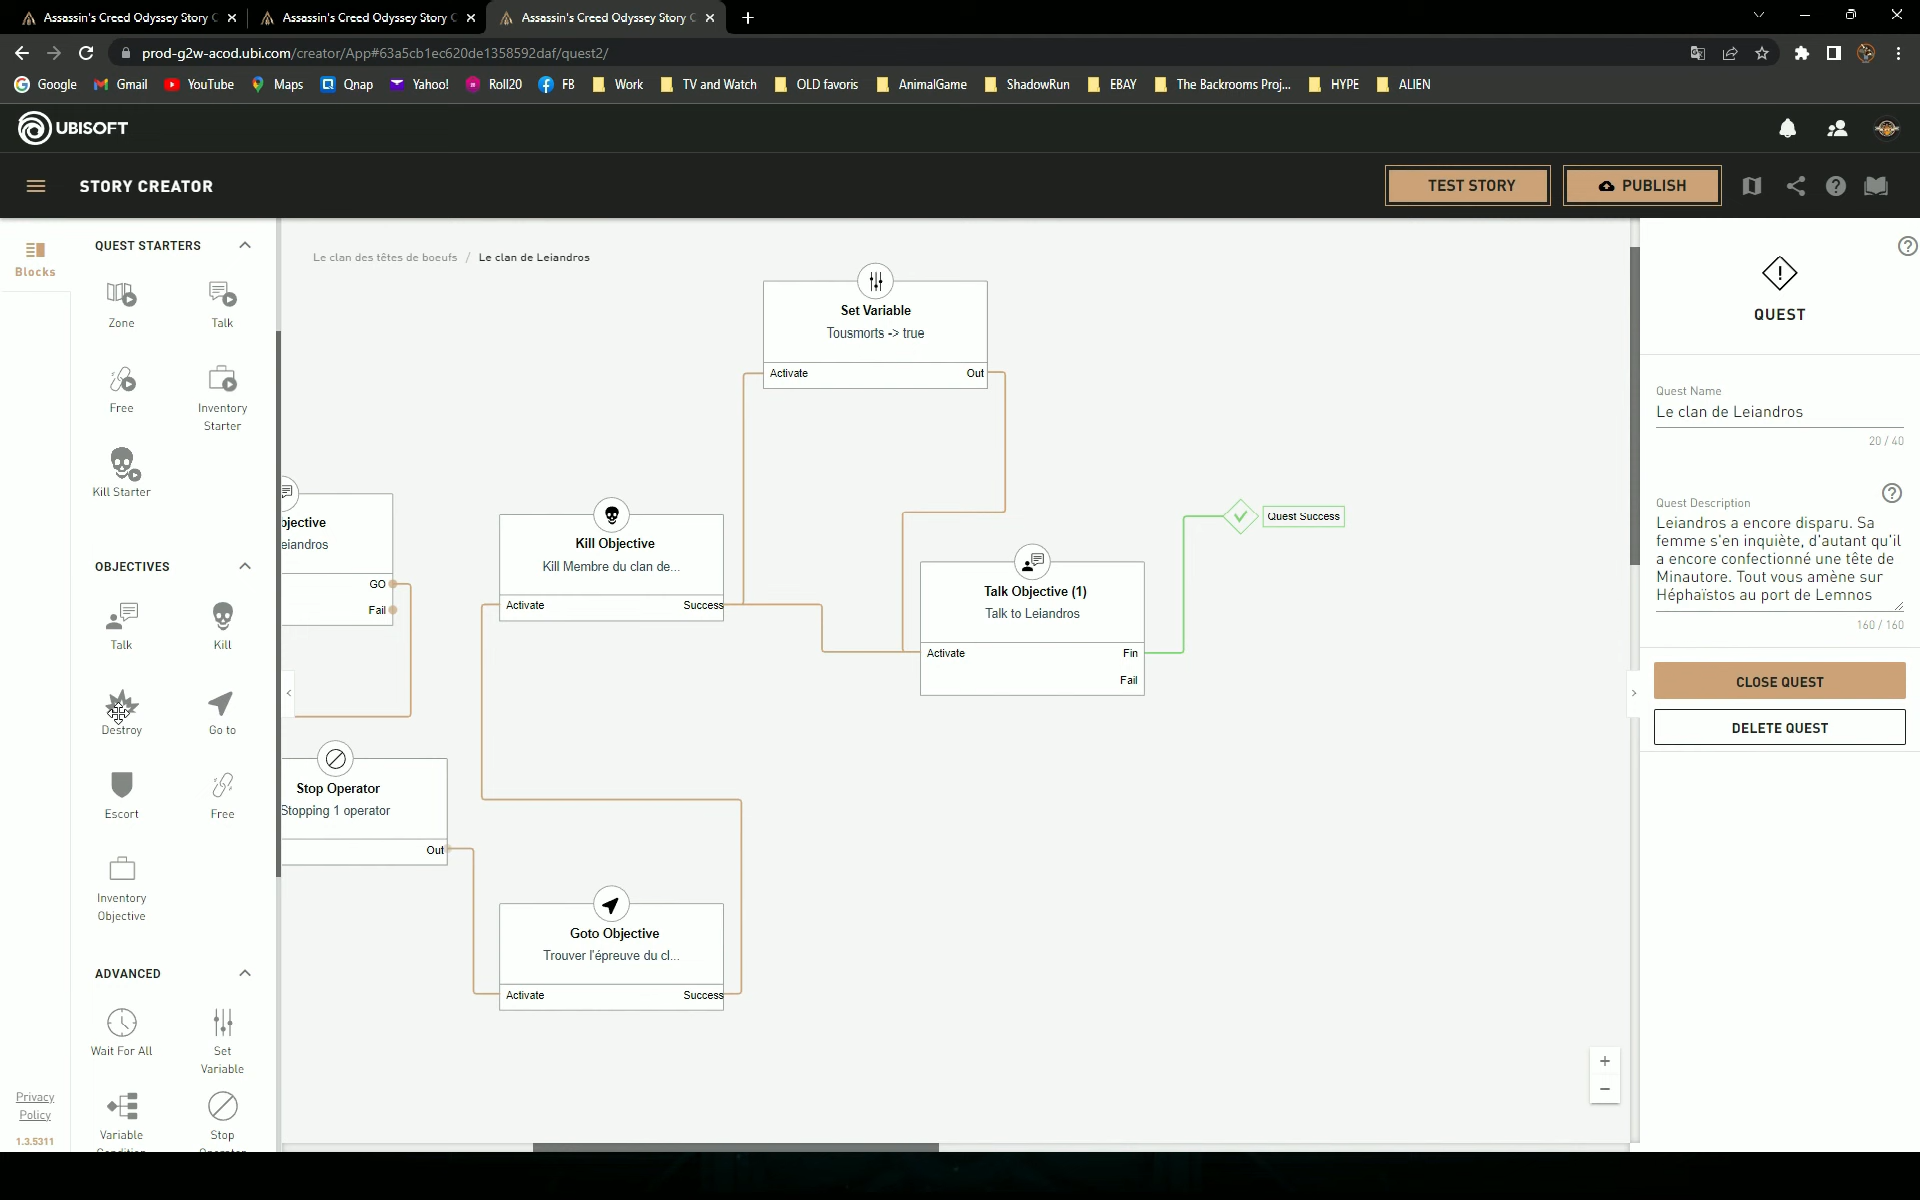 Assassin's Creed Odyssey Story C
Assassin's Creed Odyssey Story C
Assassin's Creed Odyssey Story C
prod-g2w-acod.ubi.com/creator/App#63a5cb1ec620de1358592daf/quest2/
Google
Gmail
YouTube
Maps
Qnap
Yahoo!
Roll20
FB
Work
TV and Watch
OLD favoris
AnimalGame
ShadowRun
EBAY
The Backrooms Proj...
HYPE
ALIEN
UBISOFT
STORY CREATOR
TEST STORY
PUBLISH
Blocks
QUEST STARTERS
Zone
Talk
Free
Inventory
Starter
Kill Starter
OBJECTIVES
Talk
Kill
Destroy
Go to
Escort
Free
Inventory
Objective
ADVANCED
Wait For All
Set
Variable
Variable
Stop
Privacy
Policy
1.3.5311
Le clan des têtes de boeufs / Le clan de Leiandros
Set Variable
Tousmorts -> true
Activate
Out
bjective
eiandros
GO
Fail
Kill Objective
Kill Membre du clan de...
Activate
Success
Talk Objective (1)
Talk to Leiandros
Activate
Fin
Fail
Quest Success
Stop Operator
Stopping 1 operator
Out
Goto Objective
Trouver l'épreuve du cl...
Activate
Success
QUEST
Quest Name
Le clan de Leiandros
20 / 40
Quest Description
Leiandros a encore disparu. Sa
femme s'en inquiète, d'autant qu'il
a encore confectionné une tête de
Minautore. Tout vous amène sur
Héphaïstos au port de Lemnos
160 / 160
CLOSE QUEST
DELETE QUEST